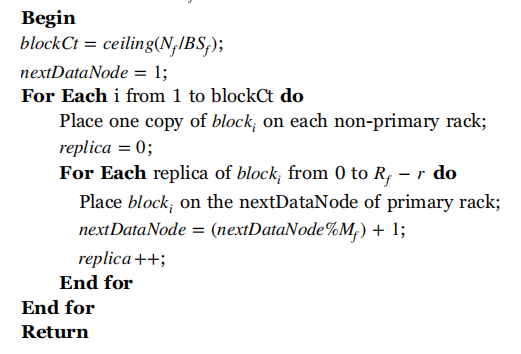 Begin
blockCt = ceiling(N_f/BS_f);
nextDataNode = 1;
For Each i from 1 to blockCt do
Place one copy of block_i on each non-primary rack;
replica = 0;
For Each replica of block_i from 0 to R_f − r do
Place block_i on the nextDataNode of primary rack;
nextDataNode = (nextDataNode%M_f) + 1;
replica++;
End for
End for
Return